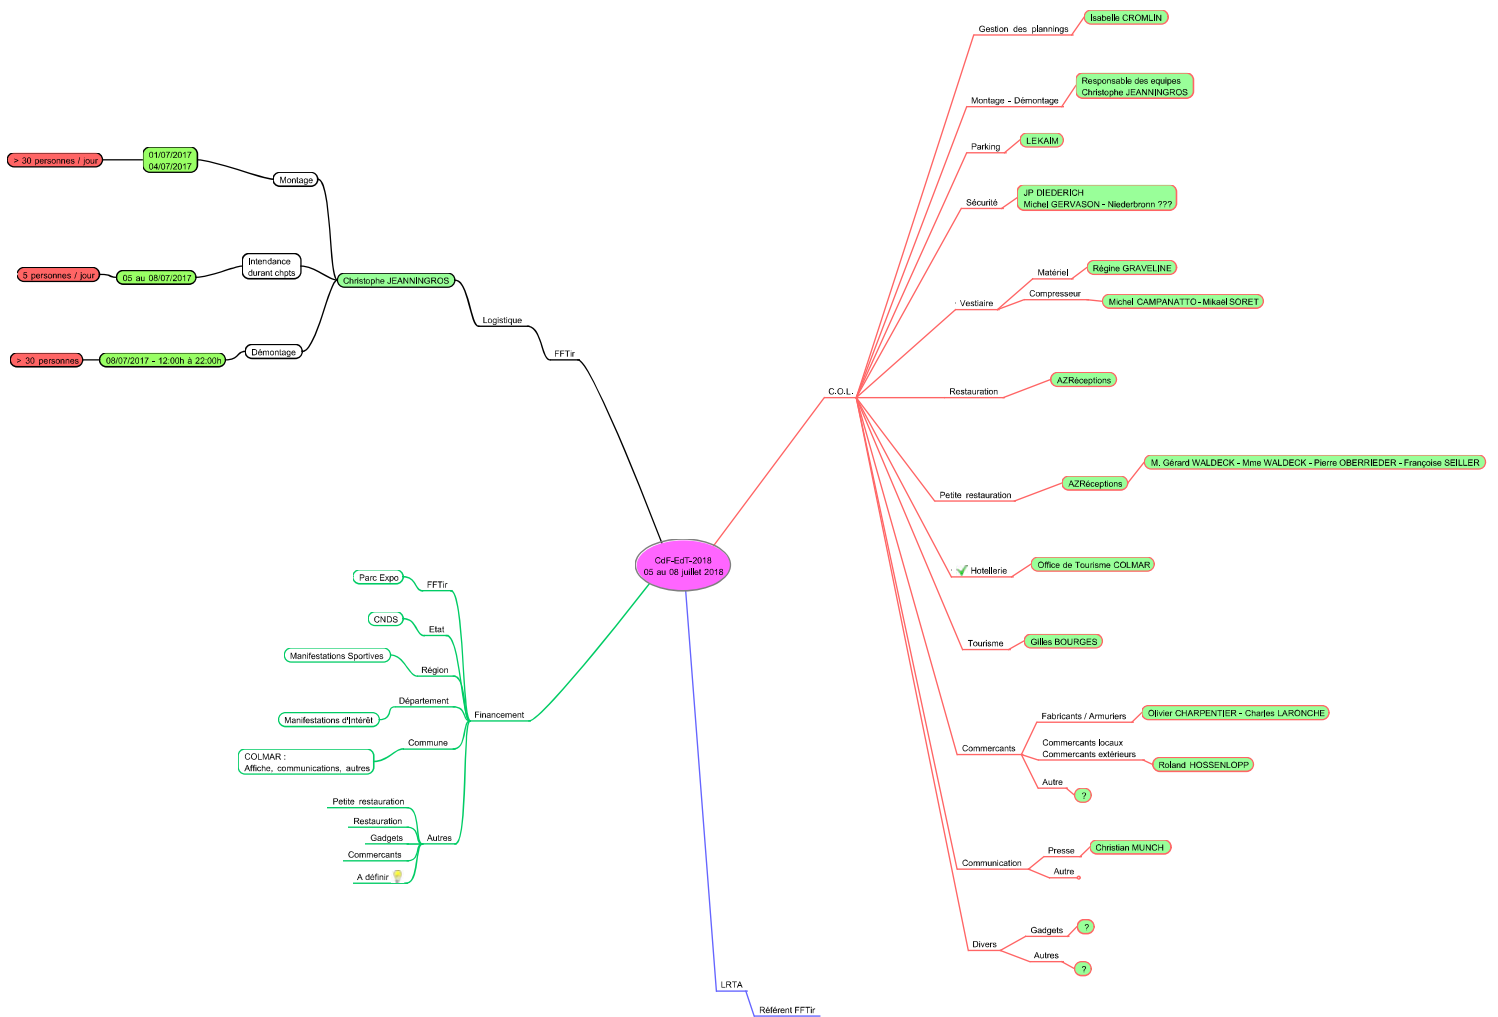 CdF-EdT-2018
05 au 08 juillet 2018
C.O.L.
Gestion des plannings
Isabelle CROMLIN
Montage - Démontage
Responsable des equipes
Christophe JEANNINGROS
Parking
LEKAIM
Sécurité
JP DIEDERICH
Michel GERVASON - Niederbronn ???
Vestiaire
Matériel
Régine GRAVELINE
Compresseur
Michel CAMPANATTO - Mikaël SORET
Restauration
AZRéceptions
Petite restauration
AZRéceptions
M. Gérard WALDECK - Mme WALDECK - Pierre OBERRIEDER - Françoise SEILLER
Hotellerie
Office de Tourisme COLMAR
Tourisme
Gilles BOURGES
Commercants
Fabricants / Armuriers
Olivier CHARPENTIER - Charles LARONCHE
Commercants locaux
Commercants extérieurs
Roland HOSSENLOPP
Autre
?
Communication
Presse
Christian MUNCH
Autre
Divers
Gadgets
?
Autres
?
LRTA
Référent FFTir
FFTir
Logistique
Christophe JEANNINGROS
Montage
01/07/2017
04/07/2017
> 30 personnes / jour
Intendance
durant chpts
05 au 08/07/2017
5 personnes / jour
Démontage
08/07/2017 - 12:00h à 22:00h
> 30 personnes
Financement
FFTir
Parc Expo
Etat
CNDS
Région
Manifestations Sportives
Département
Manifestations d'Intérêt
Commune
COLMAR :
Affiche, communications, autres
Autres
Petite restauration
Restauration
Gadgets
Commercants
A définir